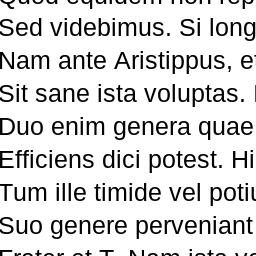 Quod equidem non rep
Sed videbimus. Si long
Nam ante Aristippus, e
Sit sane ista voluptas.
Duo enim genera quae
Efficiens dici potest. Hi
Tum ille timide vel poti
Suo genere perveniant
Frater et T. Nam ista v